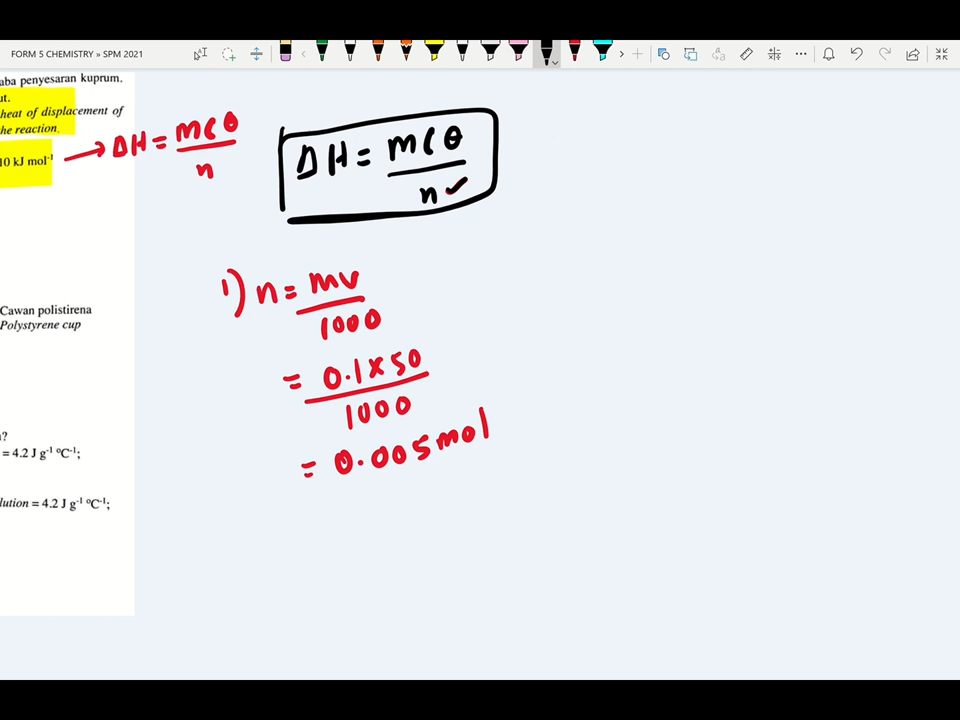 FORM 5 CHEMISTRY » SPM 2021
aba penyesaran kuprum.
ut.
heat of displacement of
the reaction.
10 kJ mol⁻¹
ΔH = mcθ
n
ΔH = mcθ
n ✓
1) n = mv
1000
= 0.1 x 50
1000
= 0.005 mol
Cawan polistirena
Polystyrene cup
?
= 4.2 J g⁻¹ °C⁻¹;
lution = 4.2 J g⁻¹ °C⁻¹;